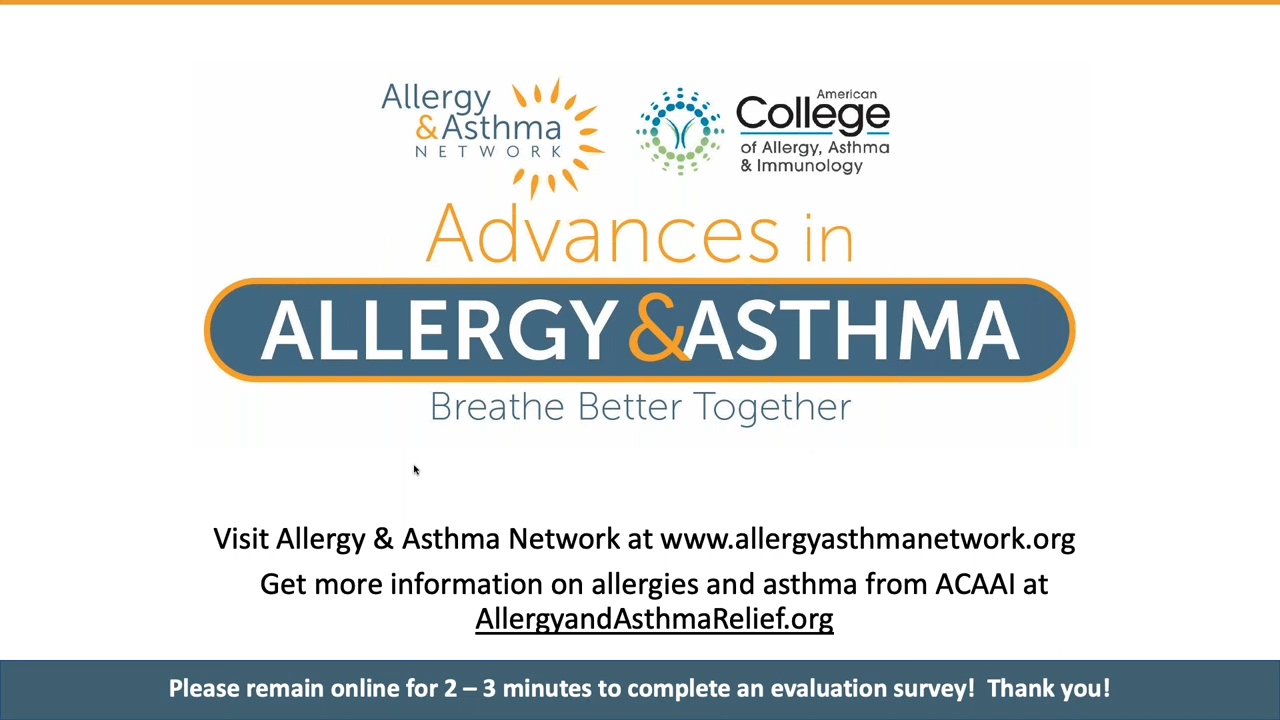 Allergy
&Asthma
NETWORK
American
College
of Allergy, Asthma
& Immunology
Advances in
ALLERGY&ASTHMA
Breathe Better Together
Visit Allergy & Asthma Network at www.allergyasthmanetwork.org
Get more information on allergies and asthma from ACAAI at
AllergyandAsthmaRelief.org
Please remain online for 2 – 3 minutes to complete an evaluation survey! Thank you!